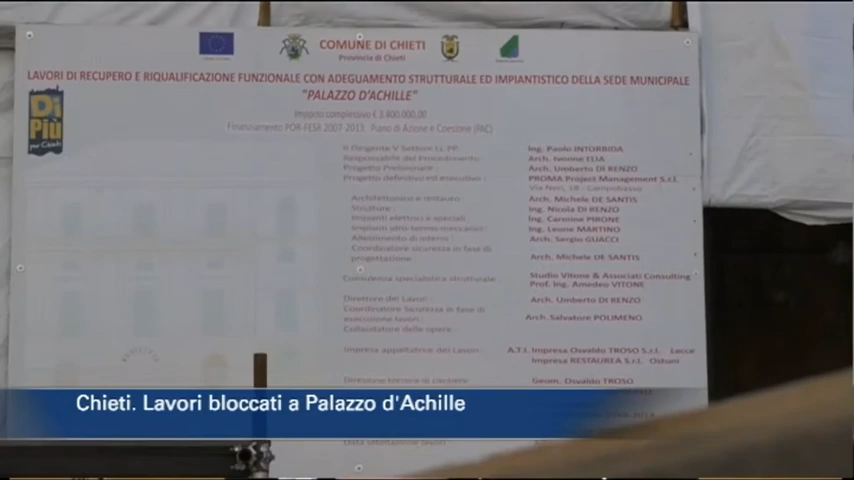 COMUNE DI CHIETI
Provincia di Chieti
LAVORI DI RECUPERO E RIQUALIFICAZIONE FUNZIONALE CON ADEGUAMENTO STRUTTURALE ED IMPIANTISTICO DELLA SEDE MUNICIPALE
"PALAZZO D'ACHILLE"
Importo complessivo € 3.800.000,00
Finanziamento POR-FESR 2007-2013 Piano di Azione e Coesione (PAC)
Di Più
per Chieti
Il Dirigente V Settore LL.PP. Ing. Paolo INTORBIDA
Responsabile del Procedimento: Arch. Ivonne ELIA
Progetto Preliminare: Arch. Umberto DI RENZO
Progetto definitivo ed esecutivo: PROMA Project Management S.r.l.
Via Neri, 18 - Campobasso
Architettonico e restauro: Arch. Michele DE SANTIS
Strutture: Ing. Nicola DI RENZO
Impianti elettrici e speciali Ing. Carmine PIRONE
Impianti idro-termo-meccanici: Ing. Leone MARTINO
Allestimento di interni: Arch. Sergio GUACCI
Coordinatore sicurezza in fase di
progettazione Arch. Michele DE SANTIS
Consulenza specialistica strutturale: Studio Vitone & Associati Consulting
Prof. Ing. Amedeo VITONE
Direttore dei Lavori: Arch. Umberto DI RENZO
Coordinatore Sicurezza in fase di
esecuzione lavori: Arch. Salvatore POLIMENO
Collaudatore delle opere
Impresa appaltatrice dei Lavori: A.T.I. Impresa Osvaldo TROSO S.r.l. Lecce
Impresa RESTAUREA S.r.l. Ostuni
Direzione tecnica di cantiere Geom. Osvaldo TROSO
Chieti. Lavori bloccati a Palazzo d'Achille
Data ultimazione lavori